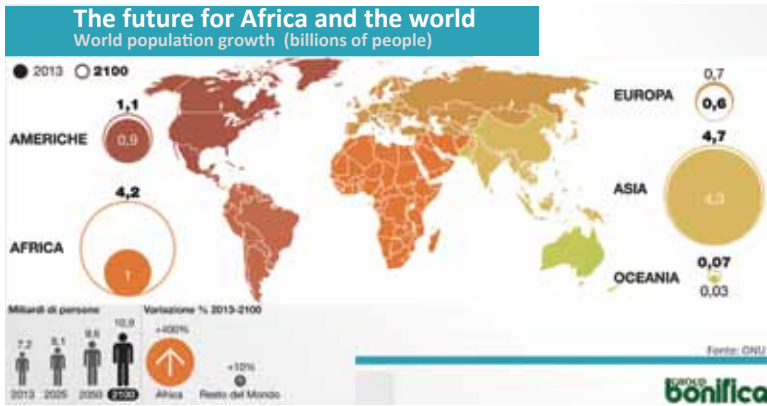 The future for Africa and the world
World population growth (billions of people)
2013 2100
1,1
AMERICHE
0,9
4,2
AFRICA
1
0,7
EUROPA
0,6
4,7
ASIA
4,3
0,07
OCEANIA
0,03
Miliardi di persone
7,2 8,1 9,6 10,9
2013 2025 2050 2100
Variazione % 2013-2100
+400%
+10%
Africa Resto del Mondo
Fonte: ONU
GROUP
bonifica